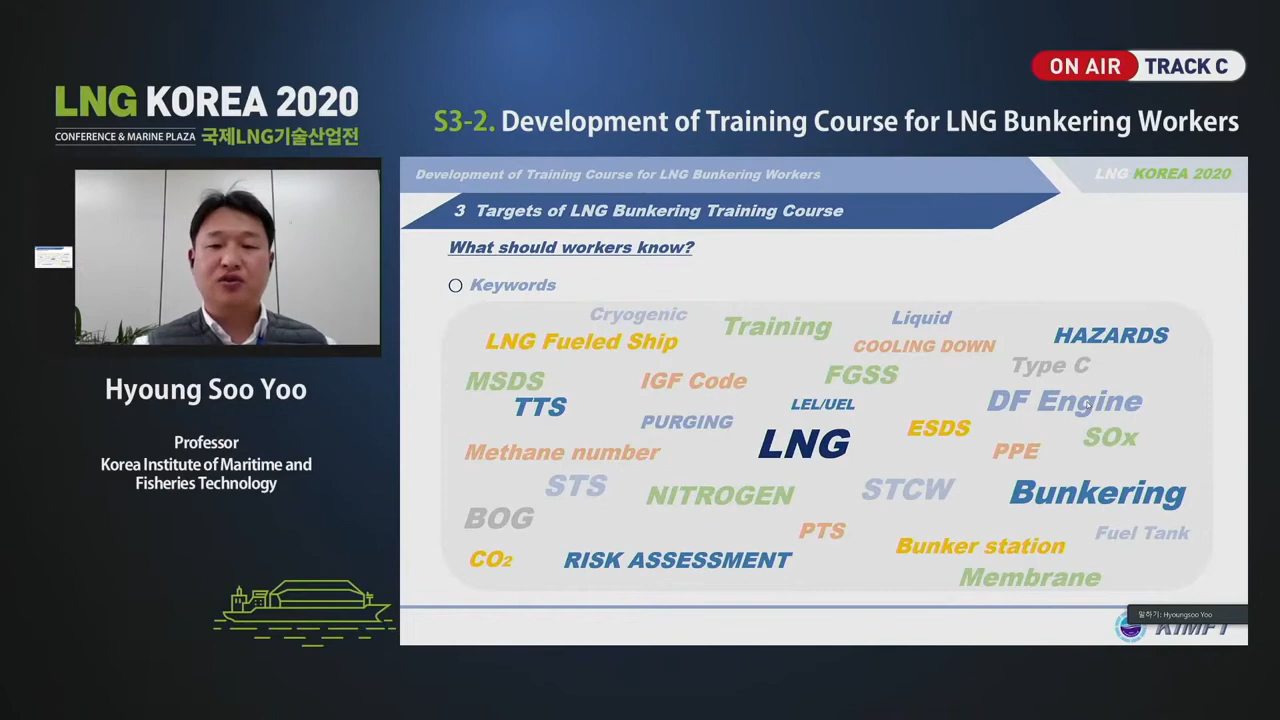 ON AIR TRACK C
LNG KOREA 2020
CONFERENCE & MARINE PLAZA 국제LNG기술산업전
S3-2. Development of Training Course for LNG Bunkering Workers
Hyoung Soo Yoo
Professor
Korea Institute of Maritime and
Fisheries Technology
Development of Training Course for LNG Bunkering Workers
LNG KOREA 2020
3 Targets of LNG Bunkering Training Course
What should workers know?
Keywords
Cryogenic
Training
Liquid
LNG Fueled Ship
COOLING DOWN
HAZARDS
MSDS
IGF Code
FGSS
Type C
TTS
PURGING
LEL/UEL
DF Engine
Methane number
LNG
ESDS
PPE
SOx
STS
NITROGEN
STCW
Bunkering
BOG
PTS
Bunker station
Fuel Tank
CO₂
RISK ASSESSMENT
Membrane
말하기: Hyoungsoo Yoo
KIMFT